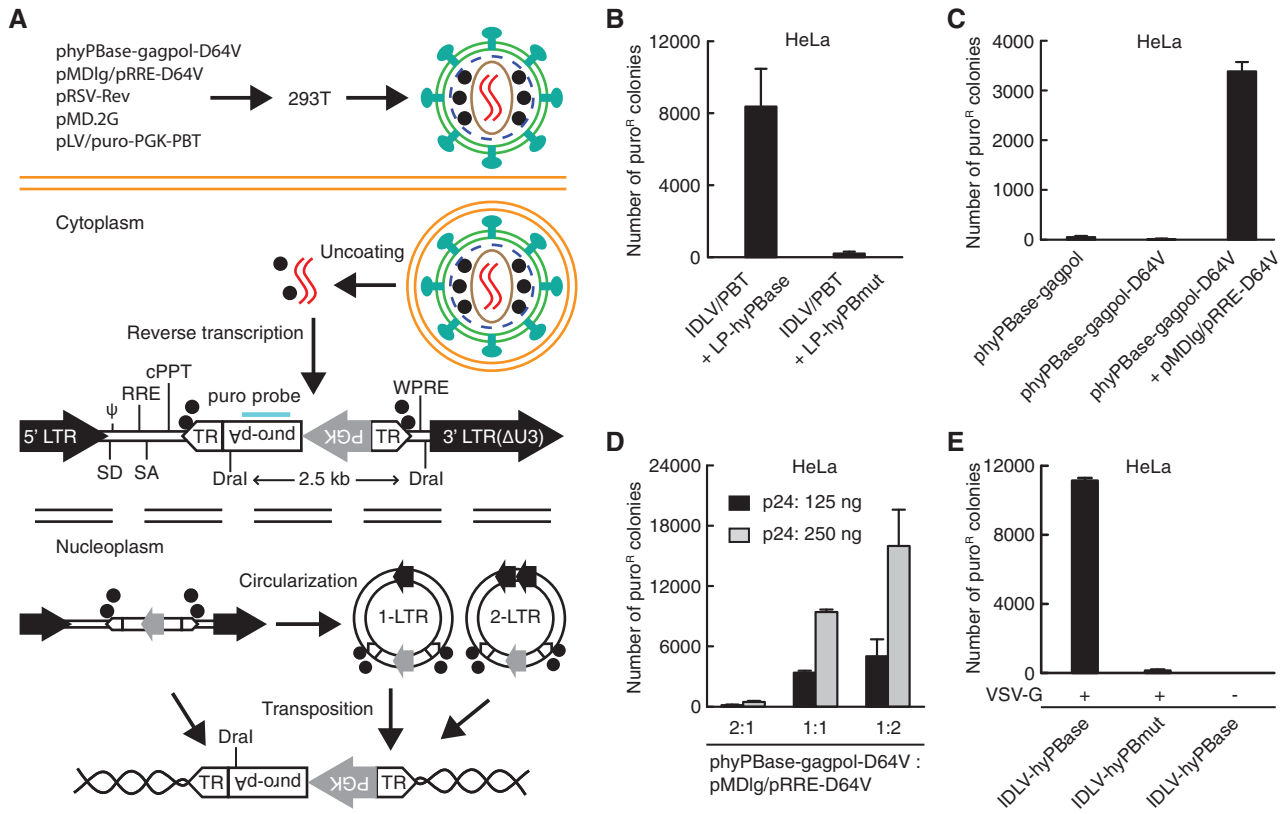 A
phyPBase-gagpol-D64V
pMDlg/pRRE-D64V
pRSV-Rev
pMD.2G
pLV/puro-PGK-PBT
293T
Cytoplasm
Uncoating
Reverse transcription
cPPT
RRE
ψ
puro probe
WPRE
5' LTR
TR
puro-pA
PGK
TR
3' LTR(ΔU3)
SD
SA
DraI
2.5 kb
DraI
Nucleoplasm
Circularization
1-LTR
2-LTR
Transposition
DraI
TR
puro-pA
PGK
TR
B
HeLa
Number of puroᴿ colonies
12000
8000
4000
0
IDLV/PBT
+ LP-hyPBase
IDLV/PBT
+ LP-hyPBmut
C
HeLa
Number of puroᴿ colonies
4000
3000
2000
1000
0
phyPBase-gagpol
phyPBase-gagpol-D64V
phyPBase-gagpol-D64V
+ pMDlg/pRRE-D64V
D
HeLa
Number of puroᴿ colonies
24000
18000
12000
6000
0
p24: 125 ng
p24: 250 ng
2:1
1:1
1:2
phyPBase-gagpol-D64V :
pMDlg/pRRE-D64V
E
HeLa
Number of puroᴿ colonies
12000
8000
4000
0
VSV-G + + -
IDLV-hyPBase
IDLV-hyPBmut
IDLV-hyPBase